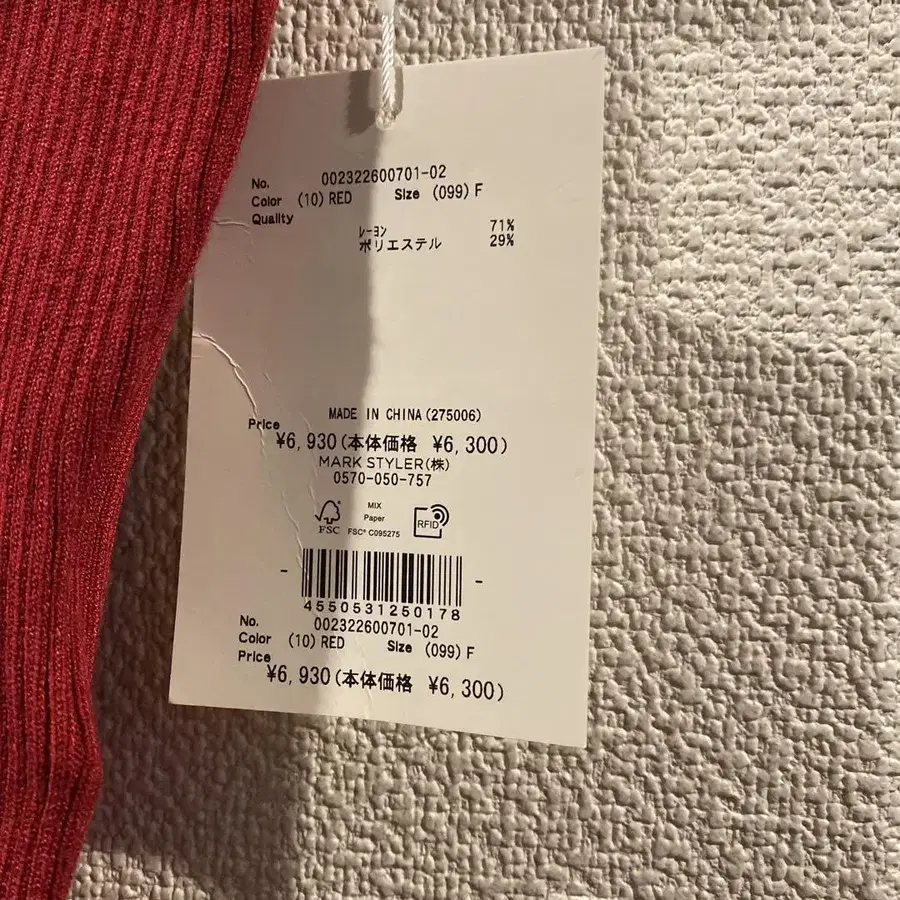 No. 002322600701-02
Color (10) RED Size (099) F
Quality
レーヨン 71%
ポリエステル 29%
MADE IN CHINA(275006)
Price
¥6,930(本体価格 ¥6,300)
MARK STYLER(株)
0570-050-757
MIX
Paper
FSC FSC® C095275
RFID
4550531250178
No. 002322600701-02
Color (10) RED Size (099) F
Price
¥6,930(本体価格 ¥6,300)